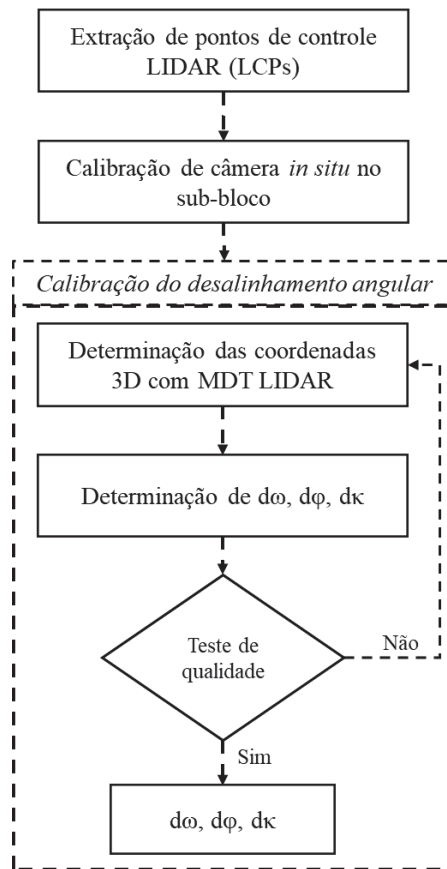 Extração de pontos de controle
LIDAR (LCPs)
Calibração de câmera in situ no
sub-bloco
Calibração do desalinhamento angular
Determinação das coordenadas
3D com MDT LIDAR
Determinação de dω, dφ, dκ
Teste de
qualidade
Não
Sim
dω, dφ, dκ